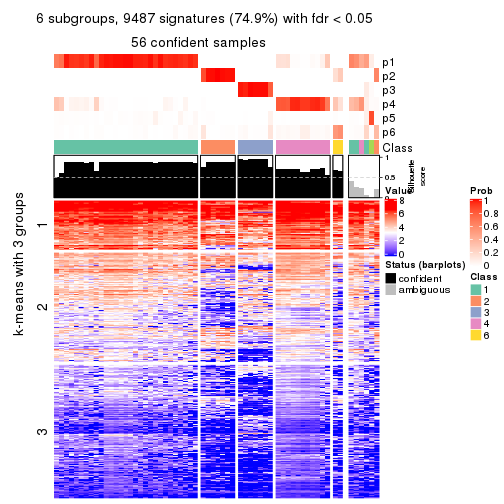 6 subgroups, 9487 signatures (74.9%) with fdr < 0.05
56 confident samples
p1
p2
p3
p4
p5
p6
Class
1
0.5
0
Silhouette
score
k-means with 3 groups
1
2
3
Value
8
6
4
2
0
Status (barplots)
confident
ambiguous
Prob
1
0.8
0.6
0.4
0.2
0
Class
1
2
3
4
6